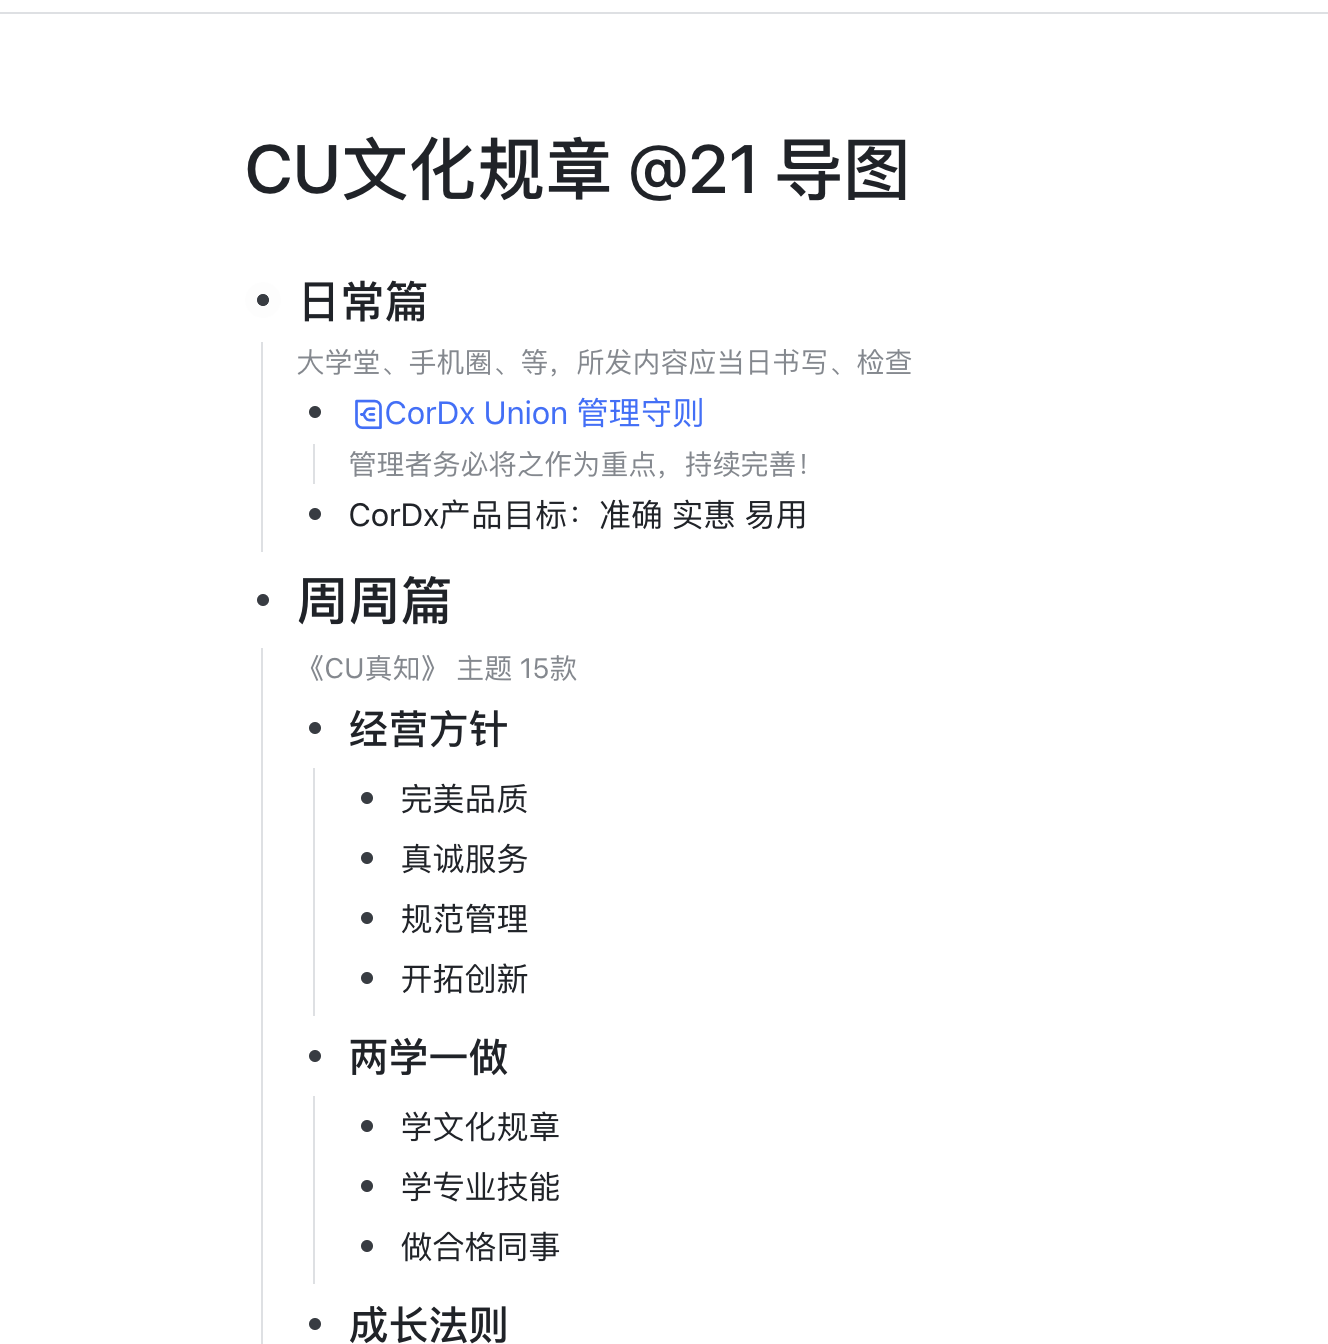 CU文化规章 @21 导图
日常篇
大学堂、手机圈、等，所发内容应当日书写、检查
CorDx Union 管理守则
管理者务必将之作为重点，持续完善！
CorDx产品目标：准确 实惠 易用
周周篇
《CU真知》 主题 15款
经营方针
完美品质
真诚服务
规范管理
开拓创新
两学一做
学文化规章
学专业技能
做合格同事
成长法则